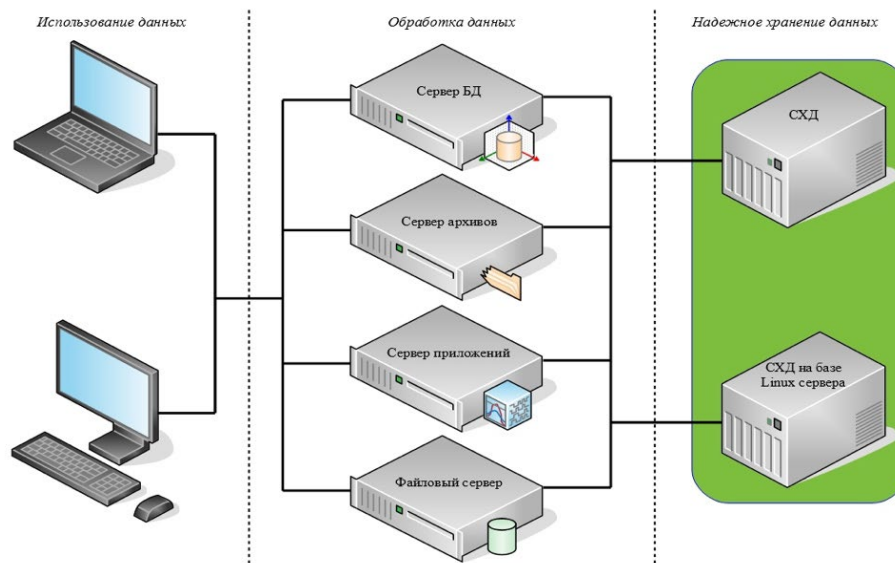 Использование данных
Обработка данных
Надежное хранение данных
Сервер БД
СХД
Сервер архивов
Сервер приложений
СХД на базе
Linux сервера
Файловый сервер